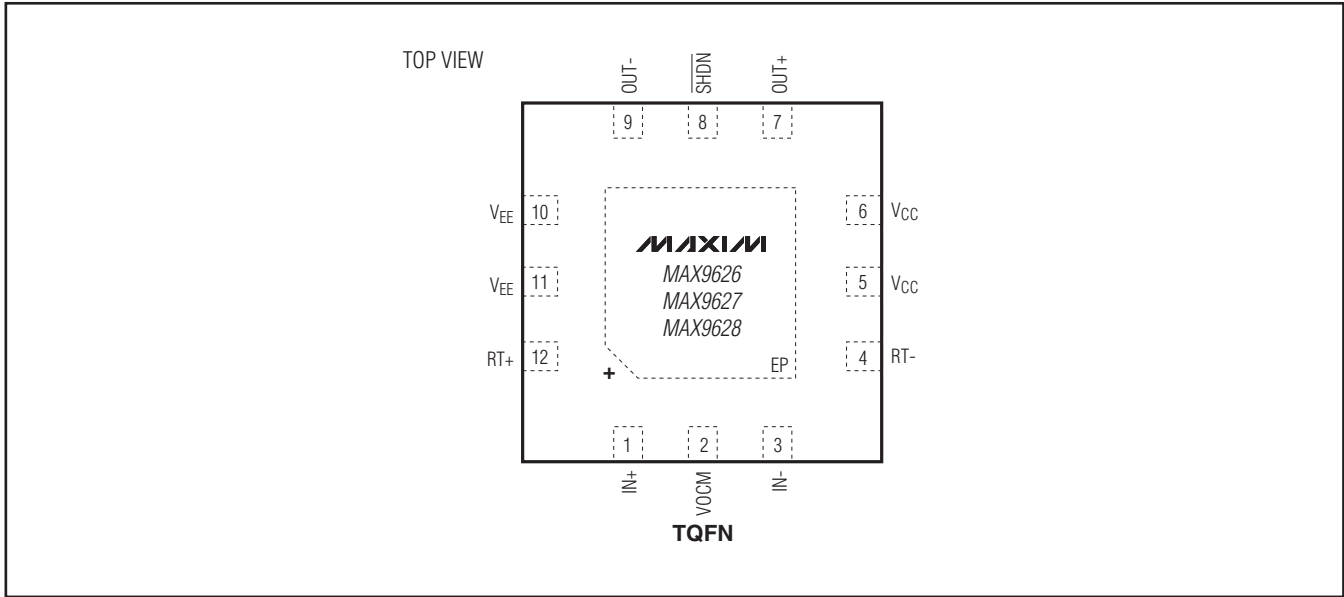 TOP VIEW
OUT-
SHDN
OUT+
9
8
7
VEE 10
6 VCC
MAXIM
MAX9626
MAX9627
MAX9628
VEE 11
5 VCC
RT+ 12
4 RT-
EP
+
1
2
3
IN+
VOCM
IN-
TQFN